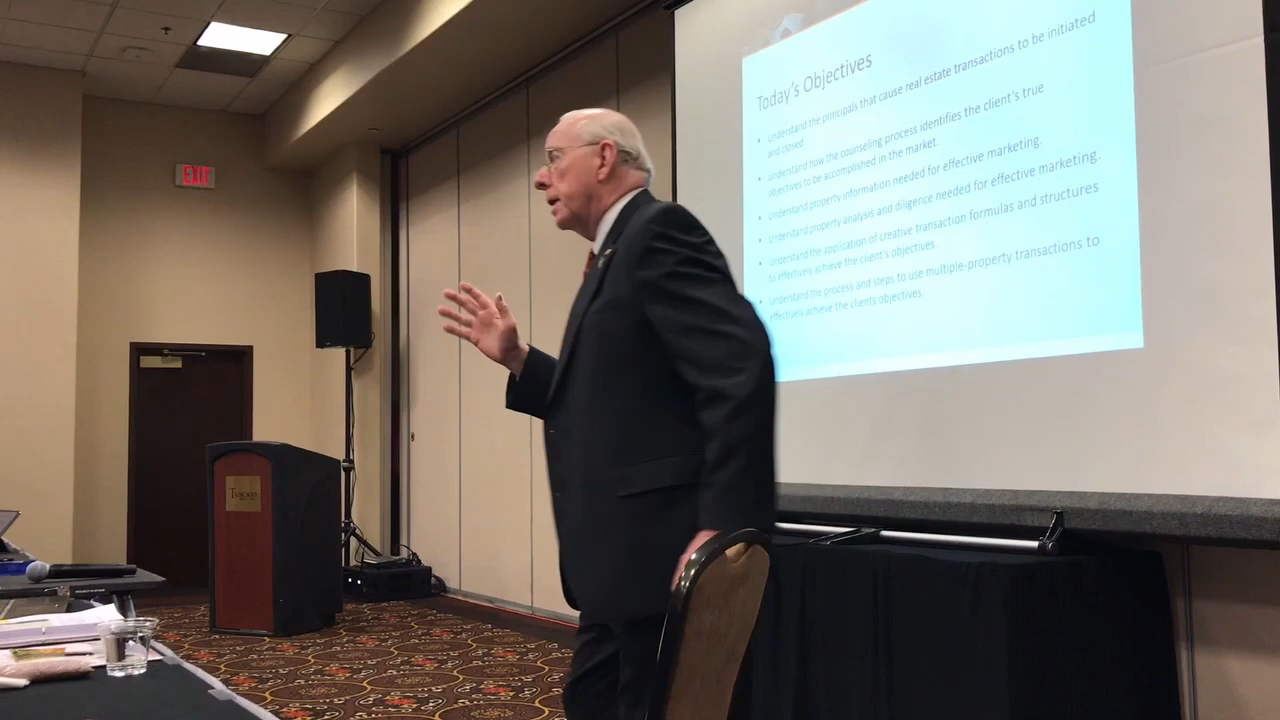 EXIT
TUSCANY
Today's Objectives
• Understand the principals that cause real estate transactions to be initiated
and closed
• Understand how the counseling process identifies the client's true
objectives to be accomplished in the market.
• Understand property information needed for effective marketing.
• Understand property analysis and diligence needed for effective marketing.
• Understand the application of creative transaction formulas and structures
to effectively achieve the client's objectives.
• Understand the process and steps to use multiple-property transactions to
effectively achieve the clients objectives.